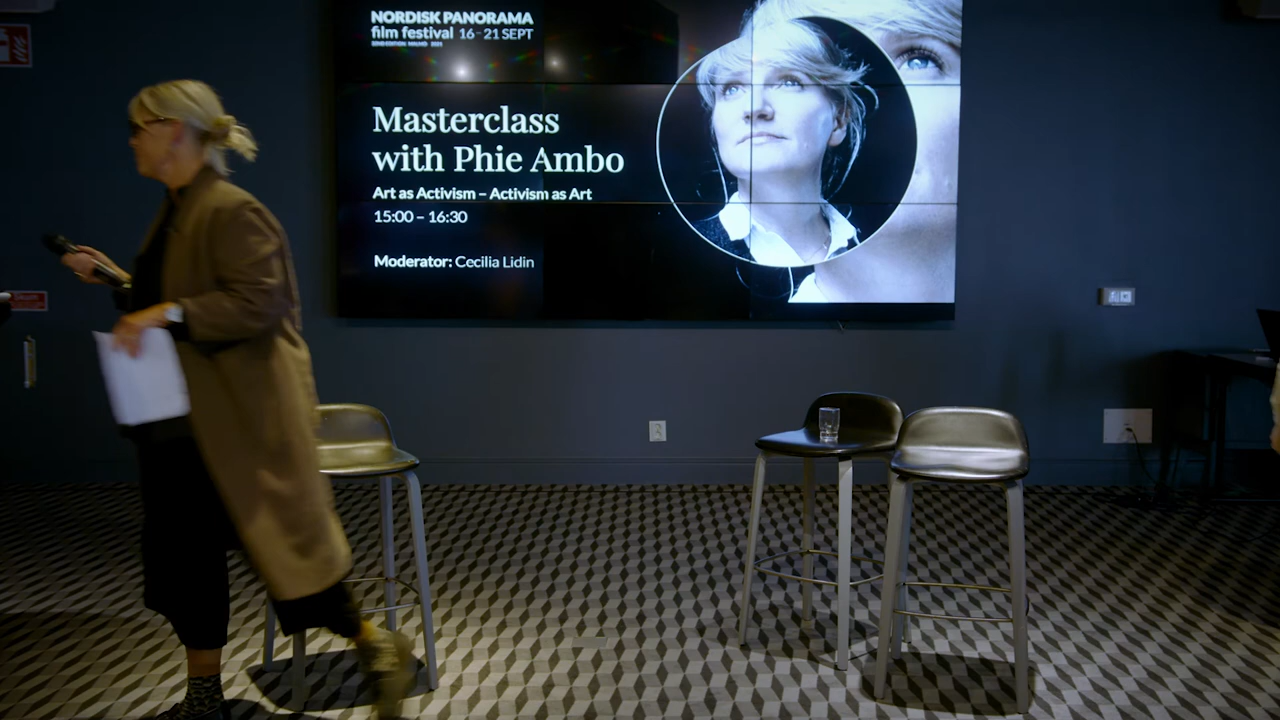 NORDISK PANORAMA
film festival 16–21 SEPT
Masterclass
with Phie Ambo
Art as Activism – Activism as Art
15:00 – 16:30
Moderator: Cecilia Lidin